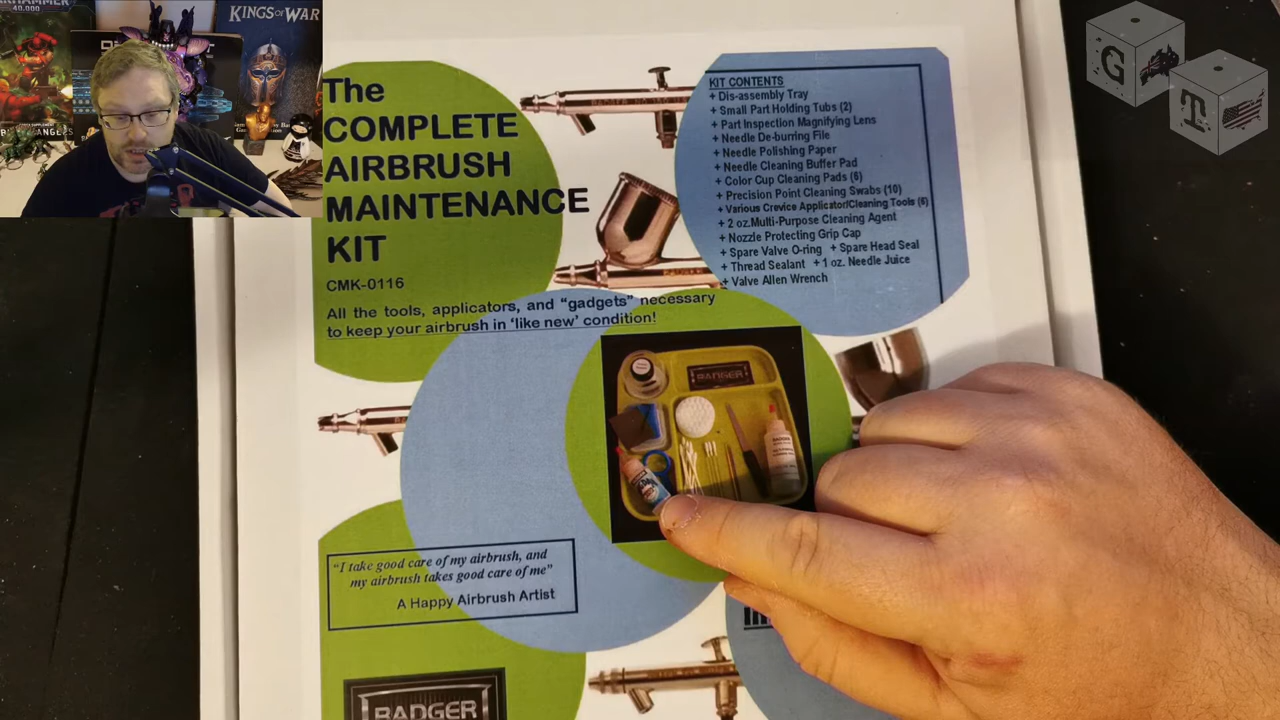 WARHAMMER
40,000
KINGS OF WAR
G
T
The
COMPLETE
AIRBRUSH
MAINTENANCE
KIT
CMK-0116
All the tools, applicators, and “gadgets” necessary
to keep your airbrush in ‘like new’ condition!
KIT CONTENTS
+ Dis-assembly Tray
+ Small Part Holding Tubs (2)
+ Part Inspection Magnifying Lens
+ Needle De-burring File
+ Needle Polishing Paper
+ Needle Cleaning Buffer Pad
+ Color Cup Cleaning Pads (6)
+ Precision Point Cleaning Swabs (10)
+ Various Crevice Applicator/Cleaning Tools (6)
+ 2 oz.Multi-Purpose Cleaning Agent
+ Nozzle Protecting Grip Cap
+ Spare Valve O-ring + Spare Head Seal
+ Thread Sealant + 1 oz. Needle Juice
+ Valve Allen Wrench
BADGER
BADGER
“I take good care of my airbrush, and
my airbrush takes good care of me”
A Happy Airbrush Artist
BADGER